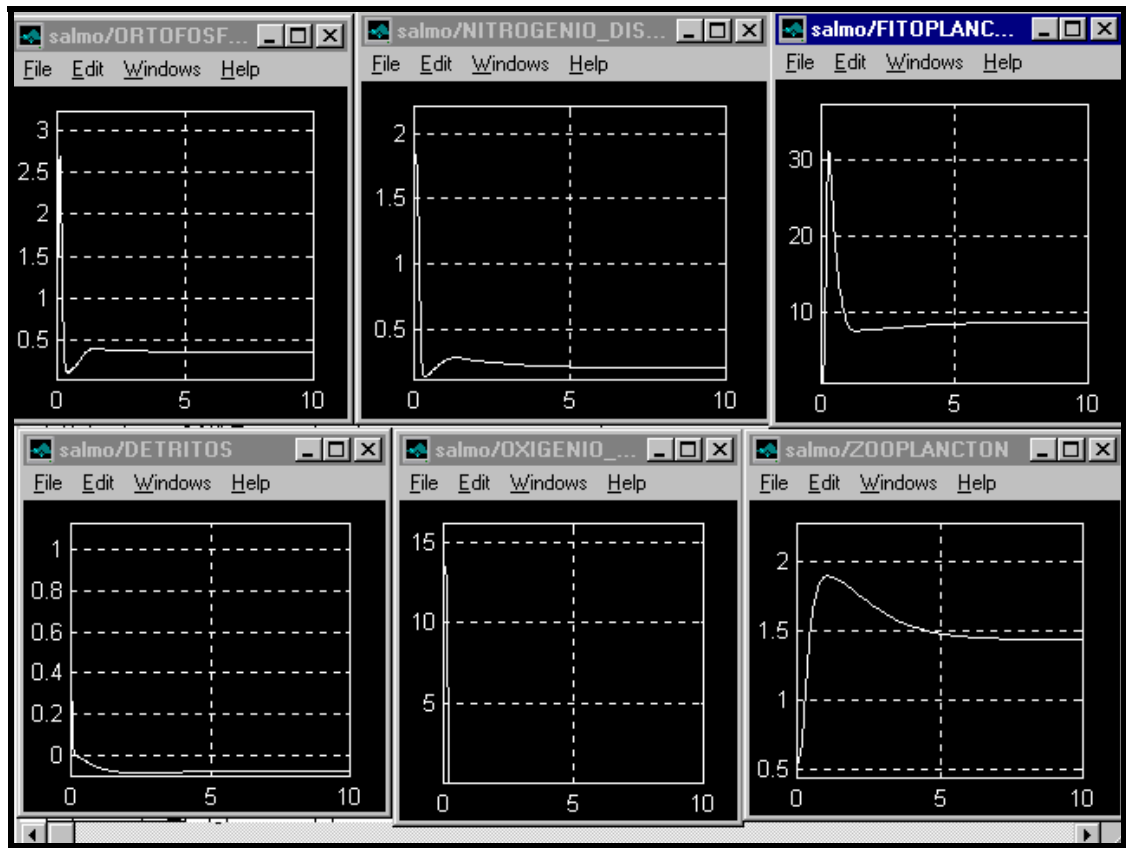 salmo/ORTOFOSF...
File Edit Windows Help
3
2.5
2
1.5
1
0.5
0 5 10
salmo/NITROGENIO_DIS...
File Edit Windows Help
2
1.5
1
0.5
0 5 10
salmo/FITOPLANC...
File Edit Windows Help
30
20
10
0 5 10
salmo/DETRITOS
File Edit Windows Help
1
0.8
0.6
0.4
0.2
0
0 5 10
salmo/OXIGENIO_...
File Edit Windows Help
15
10
5
0 5 10
salmo/ZOOPLANCTON
File Edit Windows Help
2
1.5
1
0.5
0 5 10